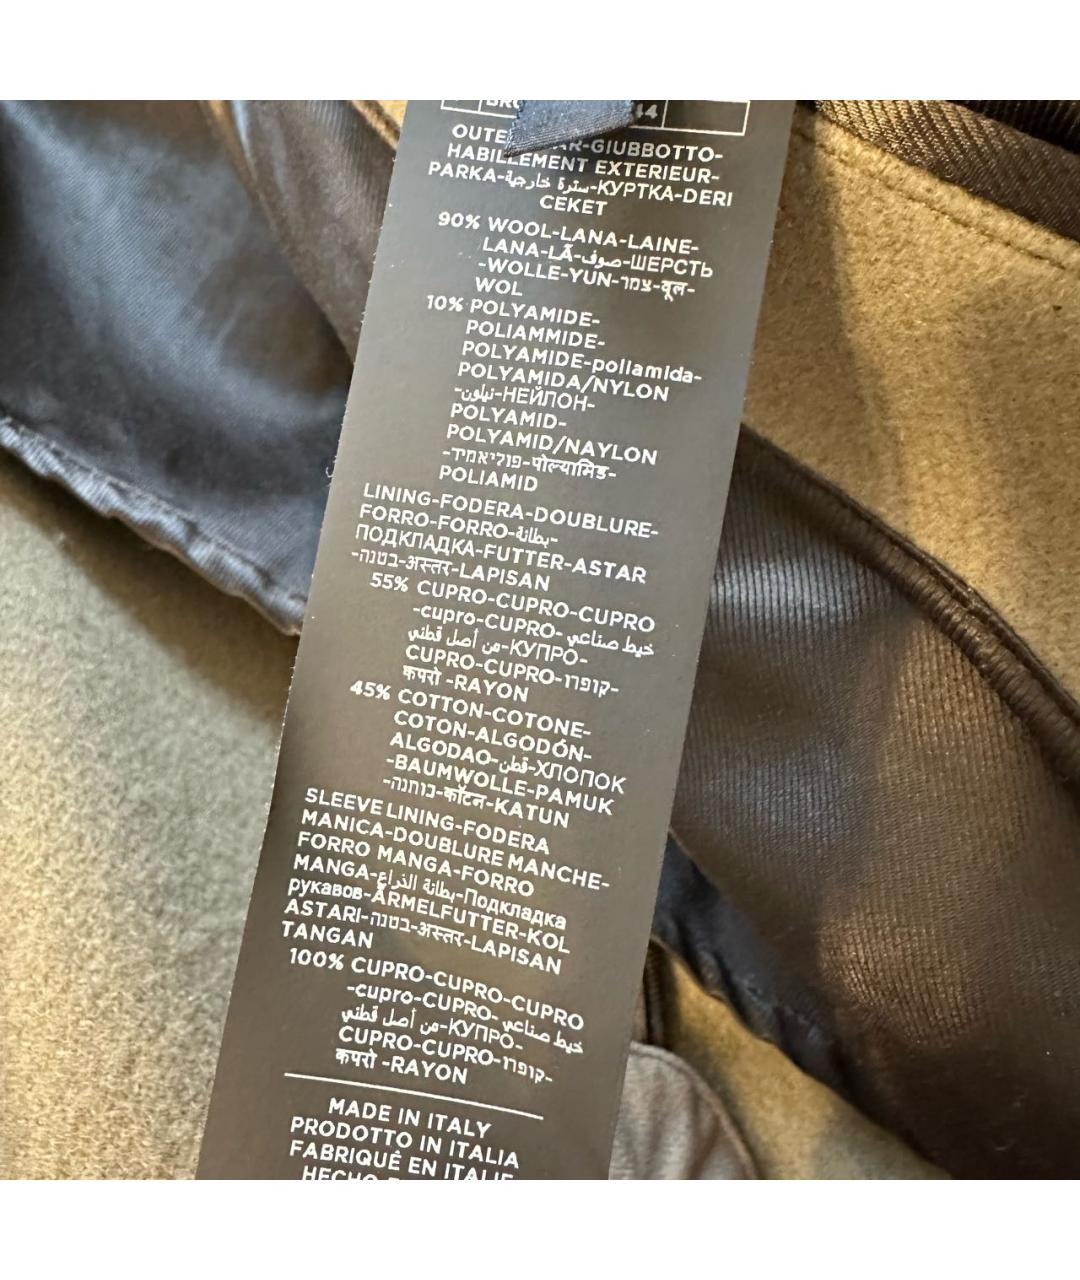 OUTE AR-GIUBBOTTO-
HABILLEMENT EXTERIEUR-
PARKA-سترة خارجية-КУРТКА-DERI
CEKET
90% WOOL-LANA-LAINE-
LANA-LÃ-صوف-ШЕРСТЬ
-WOLLE-YUN-צמר-वूल-
WOL
10% POLYAMIDE-
POLIAMMIDE-
POLYAMIDE-poliamida-
POLYAMIDA/NYLON
-نيلون-НЕЙЛОН-
POLYAMID-
POLYAMID/NAYLON
-פוליאמיד-पोल्यामिड-
POLIAMID
LINING-FODERA-DOUBLURE-
FORRO-FORRO-بطانة-
ПОДКЛАДКА-FUTTER-ASTAR
-בטנה-अस्तर-LAPISAN
55% CUPRO-CUPRO-CUPRO
-cupro-CUPRO-خيط صناعي
من أصل قطني-КУПРО-
CUPRO-CUPRO-קופרו-
कपरो -RAYON
45% COTTON-COTONE-
COTON-ALGODÓN-
ALGODAO-قطن-ХЛОПОК
-BAUMWOLLE-PAMUK
-כותנה-कॉटन-KATUN
SLEEVE LINING-FODERA
MANICA-DOUBLURE MANCHE-
FORRO MANGA-FORRO
MANGA-بطانة الذراع-Подкладка
рукавов-ÄRMELFUTTER-KOL
ASTARI-בטנה-अस्तर-LAPISAN
TANGAN
100% CUPRO-CUPRO-CUPRO
-cupro-CUPRO-خيط صناعي
من أصل قطني-КУПРО-
CUPRO-CUPRO-קופרו-
कपरो -RAYON
MADE IN ITALY
PRODOTTO IN ITALIA
FABRIQUÉ EN ITALIE
HECHO